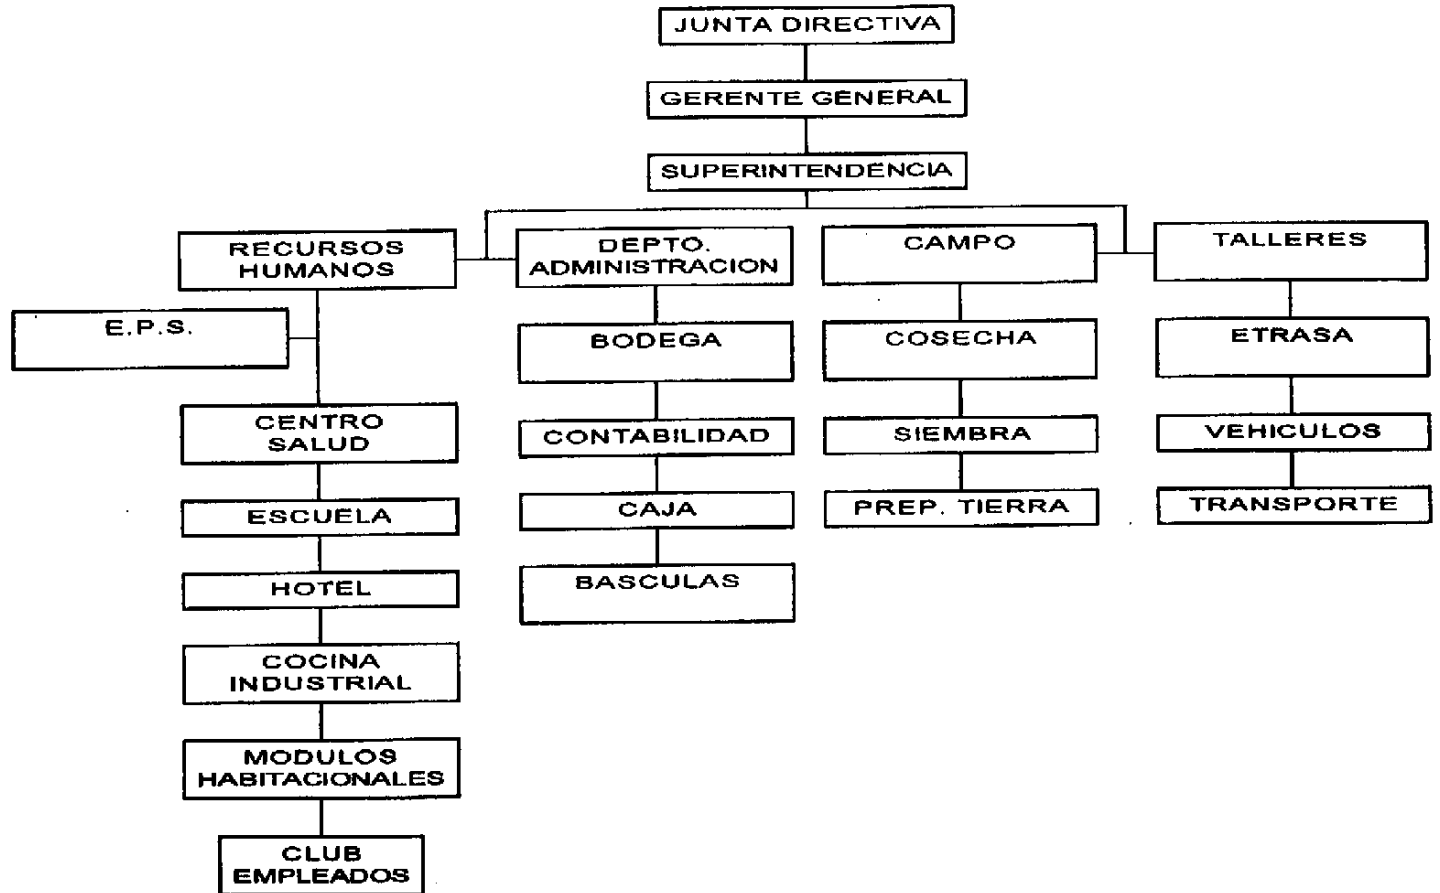 JUNTA DIRECTIVA
GERENTE GENERAL
SUPERINTENDENCIA
RECURSOS
HUMANOS
DEPTO.
ADMINISTRACION
CAMPO
TALLERES
E.P.S.
BODEGA
COSECHA
ETRASA
CENTRO
SALUD
CONTABILIDAD
SIEMBRA
VEHICULOS
ESCUELA
CAJA
PREP. TIERRA
TRANSPORTE
HOTEL
BASCULAS
COCINA
INDUSTRIAL
MODULOS
HABITACIONALES
CLUB
EMPLEADOS